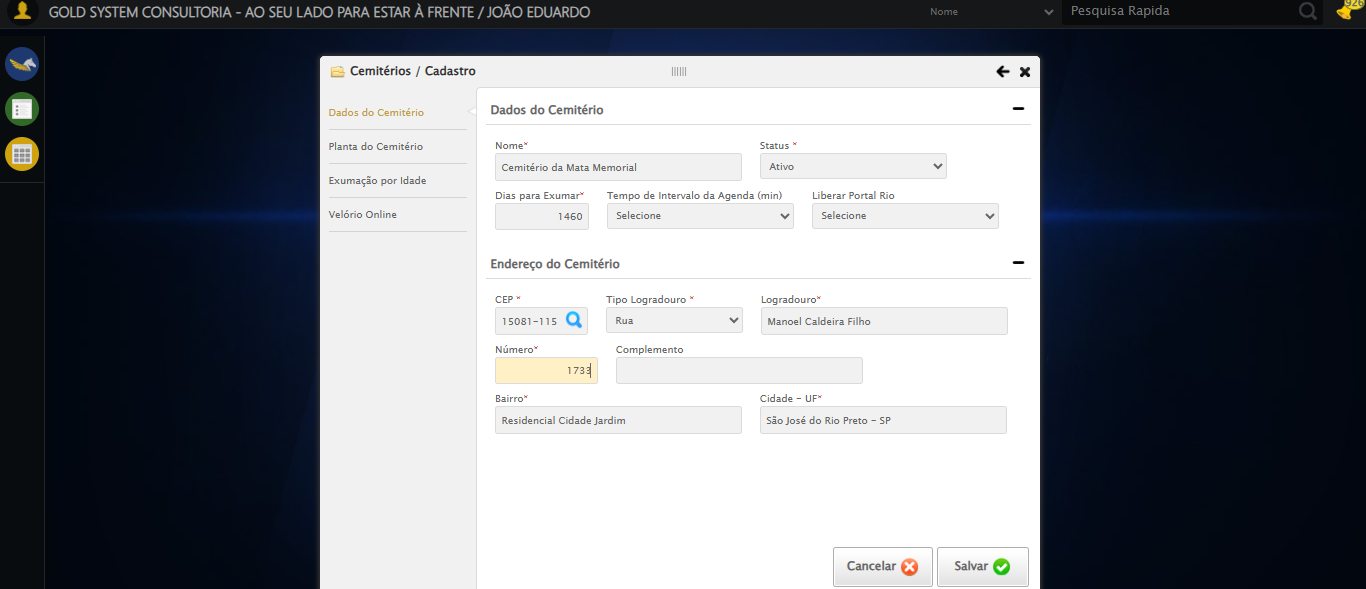 GOLD SYSTEM CONSULTORIA - AO SEU LADO PARA ESTAR À FRENTE / JOÃO EDUARDO
Nome
Pesquisa Rapida
926
Cemitérios / Cadastro
Dados do Cemitério
Planta do Cemitério
Exumação por Idade
Velório Online
Dados do Cemitério
Nome* Status *
Cemitério da Mata Memorial Ativo
Dias para Exumar* Tempo de Intervalo da Agenda (min) Liberar Portal Rio
1460 Selecione Selecione
Endereço do Cemitério
CEP * Tipo Logradouro * Logradouro*
15081-115 Rua Manoel Caldeira Filho
Número* Complemento
1733
Bairro* Cidade - UF*
Residencial Cidade Jardim São José do Rio Preto - SP
Cancelar Salvar